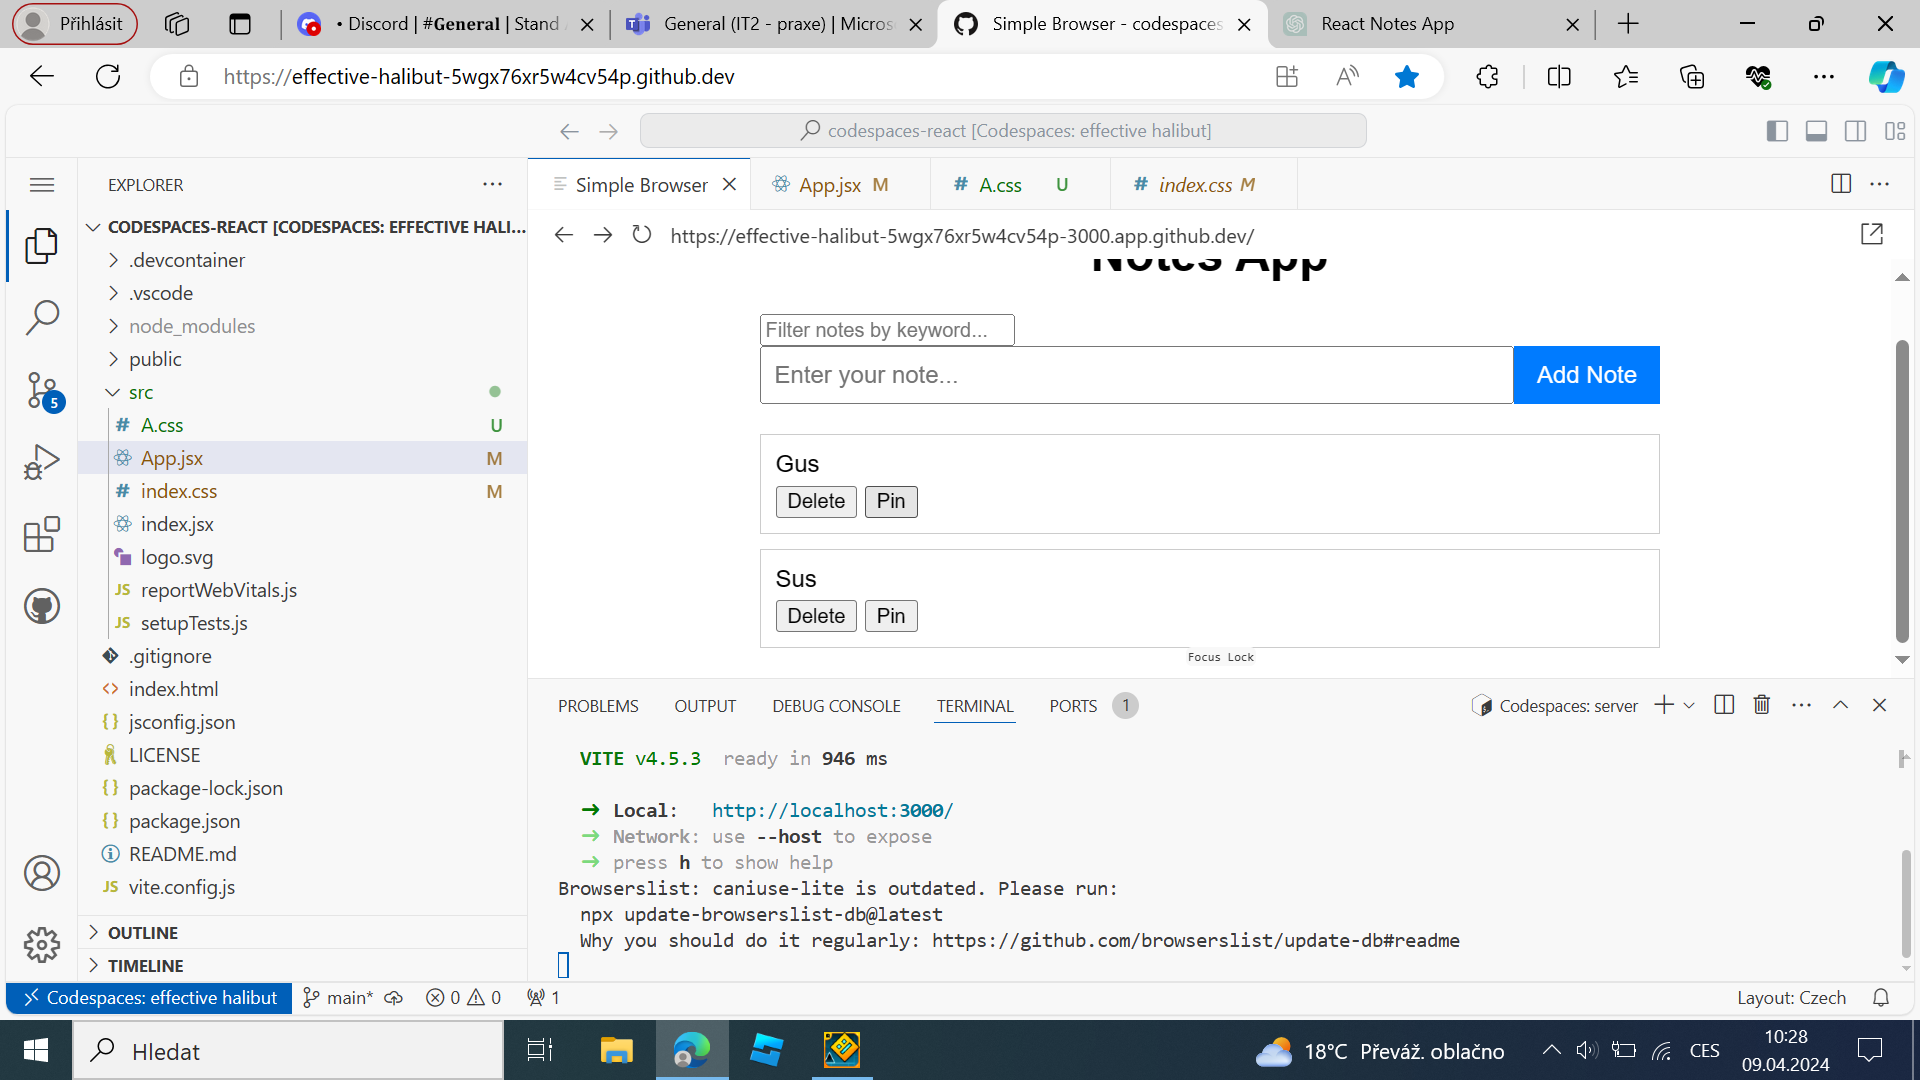 Přihlásit
• Discord | #General | Stand
General (IT2 - praxe) | Micros
Simple Browser - codespaces
React Notes App
https://effective-halibut-5wgx76xr5w4cv54p.github.dev
codespaces-react [Codespaces: effective halibut]
EXPLORER
Simple Browser
App.jsx M
# A.css U
# index.css M
CODESPACES-REACT [CODESPACES: EFFECTIVE HALI...
https://effective-halibut-5wgx76xr5w4cv54p-3000.app.github.dev/
.devcontainer
.vscode
node_modules
public
src
# A.css U
App.jsx M
# index.css M
index.jsx
logo.svg
JS reportWebVitals.js
JS setupTests.js
.gitignore
<> index.html
{} jsconfig.json
LICENSE
{} package-lock.json
{} package.json
README.md
JS vite.config.js
OUTLINE
TIMELINE
5
Notes App
Filter notes by keyword...
Enter your note...
Add Note
Gus
Delete Pin
Sus
Delete Pin
Focus Lock
PROBLEMS OUTPUT DEBUG CONSOLE TERMINAL PORTS 1
Codespaces: server
VITE v4.5.3 ready in 946 ms
➜ Local: http://localhost:3000/
➜ Network: use --host to expose
➜ press h to show help
Browserslist: caniuse-lite is outdated. Please run:
npx update-browserslist-db@latest
Why you should do it regularly: https://github.com/browserslist/update-db#readme
Codespaces: effective halibut main* 0 0 1
Layout: Czech
Hledat
18°C Převáž. oblačno
CES
10:28
09.04.2024